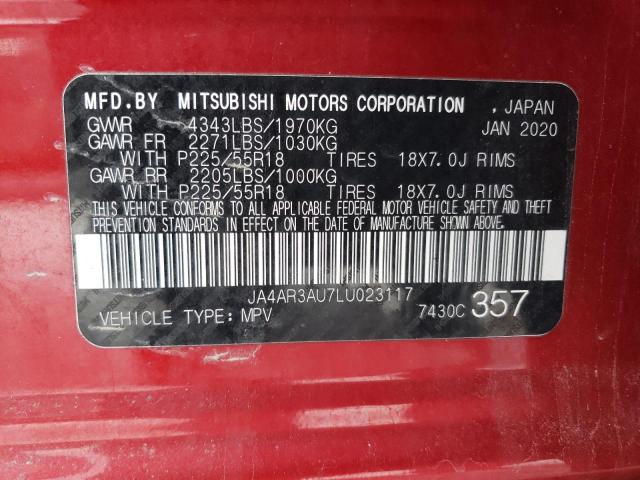 MFD.BY MITSUBISHI MOTORS CORPORATION . JAPAN
GVWR 4343LBS/1970KG JAN 2020
GAWR FR 2271LBS/1030KG
WITH P225/55R18 TIRES 18X7.0J RIMS
GAWR RR 2205LBS/1000KG
WITH P225/55R18 TIRES 18X7.0J RIMS
THIS VEHICLE CONFORMS TO ALL APPLICABLE FEDERAL MOTOR VEHICLE SAFETY AND THEFT
PREVENTION STANDARDS IN EFFECT ON THE DATE OF MANUFACTURE SHOWN ABOVE.
JA4AR3AU7LU023117
VEHICLE TYPE: MPV 7430C 357